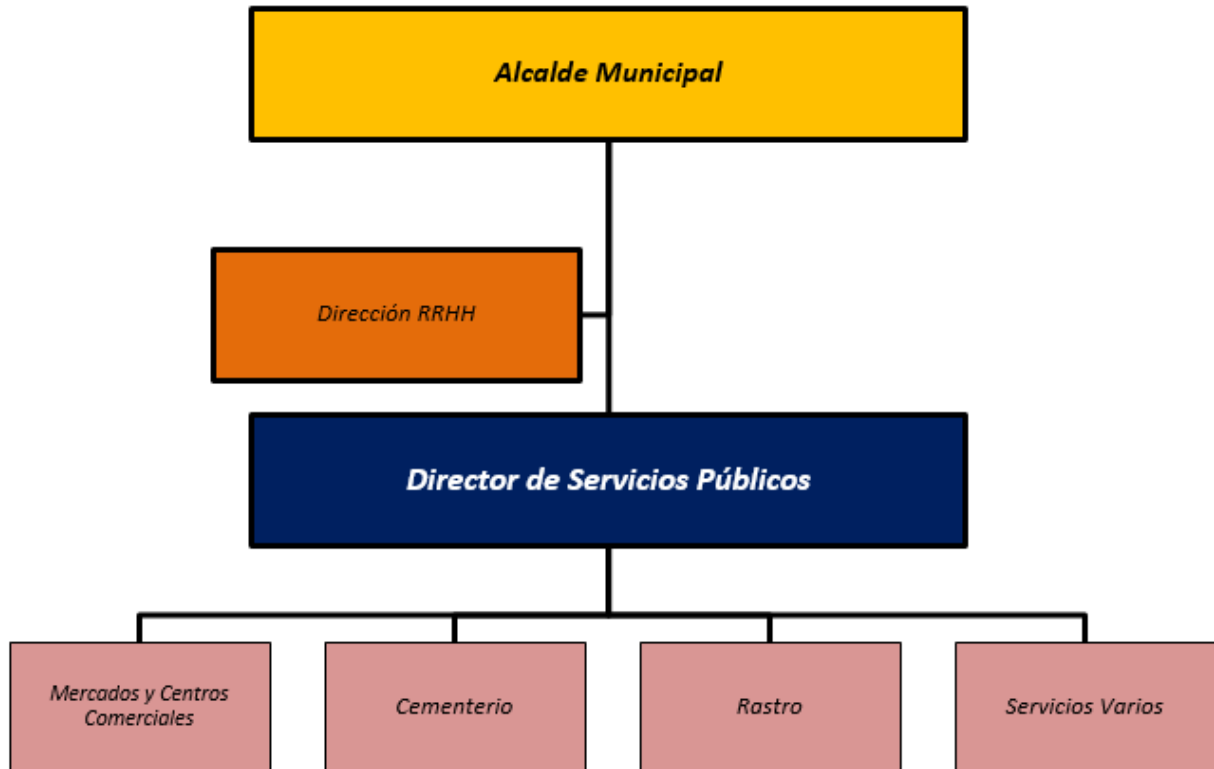 Alcalde Municipal
Dirección RRHH
Director de Servicios Públicos
Mercados y Centros
Comerciales
Cementerio
Rastro
Servicios Varios